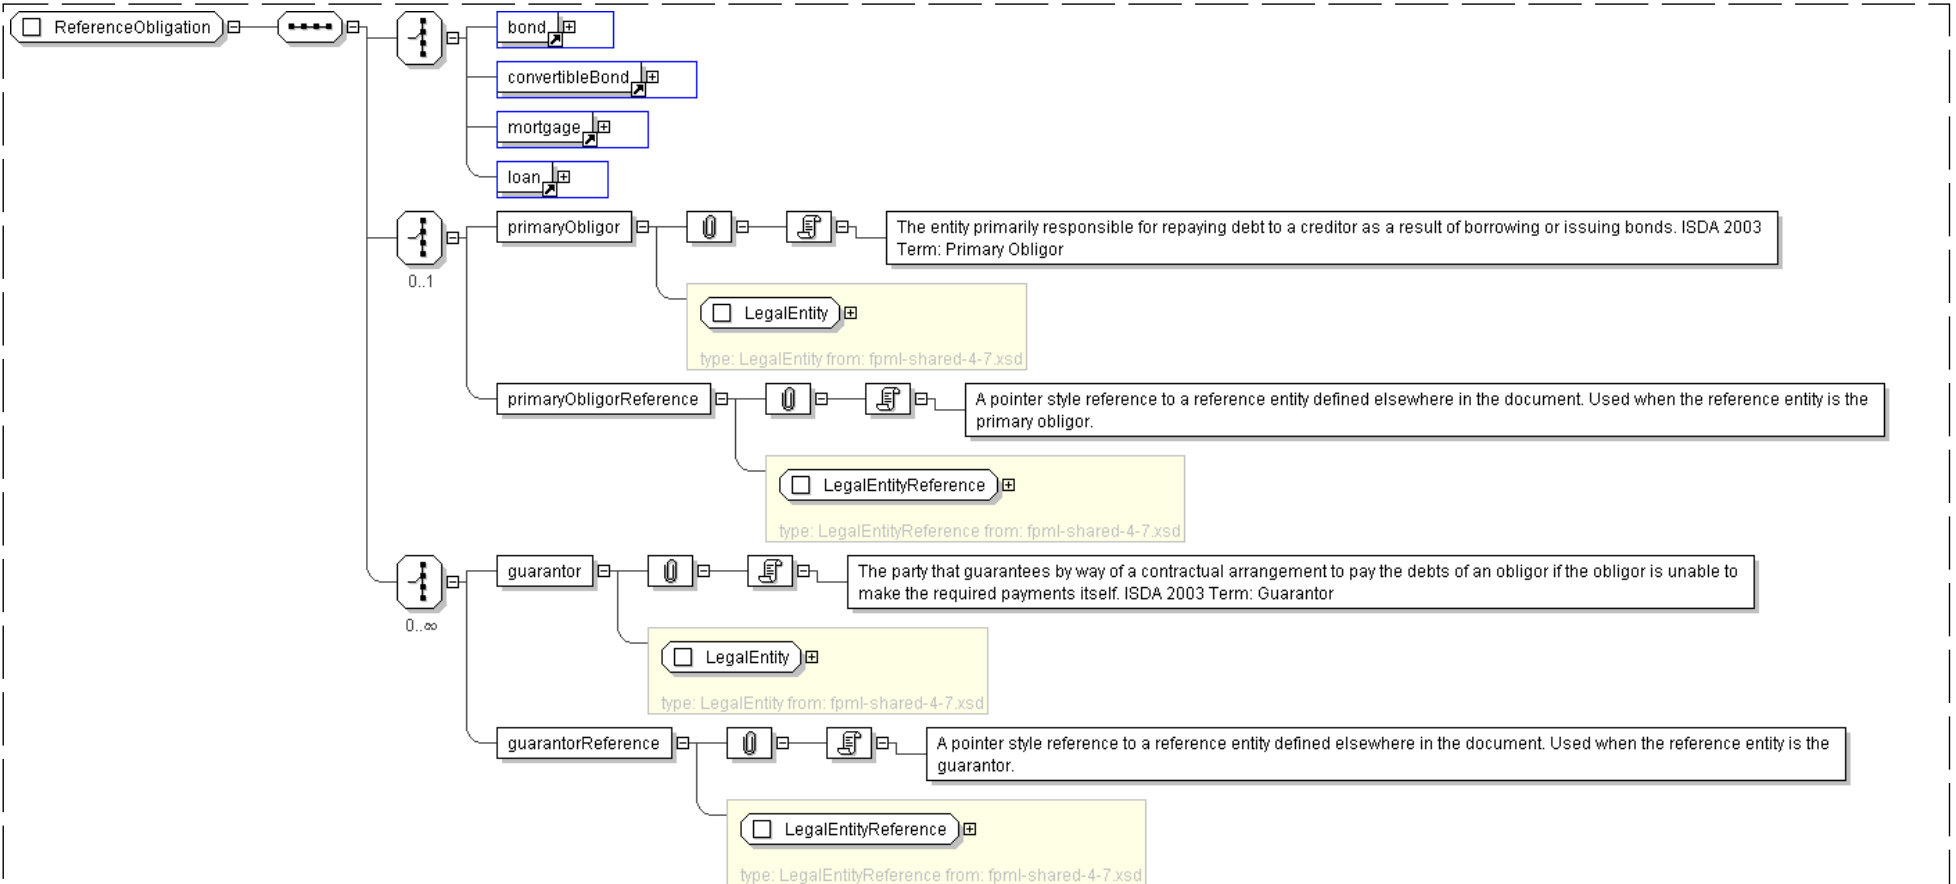 ReferenceObligation
bond
convertibleBond
mortgage
loan
primaryObligor
The entity primarily responsible for repaying debt to a creditor as a result of borrowing or issuing bonds. ISDA 2003
Term: Primary Obligor
0..1
LegalEntity
type: LegalEntity from: fpml-shared-4-7.xsd
primaryObligorReference
A pointer style reference to a reference entity defined elsewhere in the document. Used when the reference entity is the
primary obligor.
LegalEntityReference
type: LegalEntityReference from: fpml-shared-4-7.xsd
guarantor
The party that guarantees by way of a contractual arrangement to pay the debts of an obligor if the obligor is unable to
make the required payments itself. ISDA 2003 Term: Guarantor
0..∞
LegalEntity
type: LegalEntity from: fpml-shared-4-7.xsd
guarantorReference
A pointer style reference to a reference entity defined elsewhere in the document. Used when the reference entity is the
guarantor.
LegalEntityReference
type: LegalEntityReference from: fpml-shared-4-7.xsd